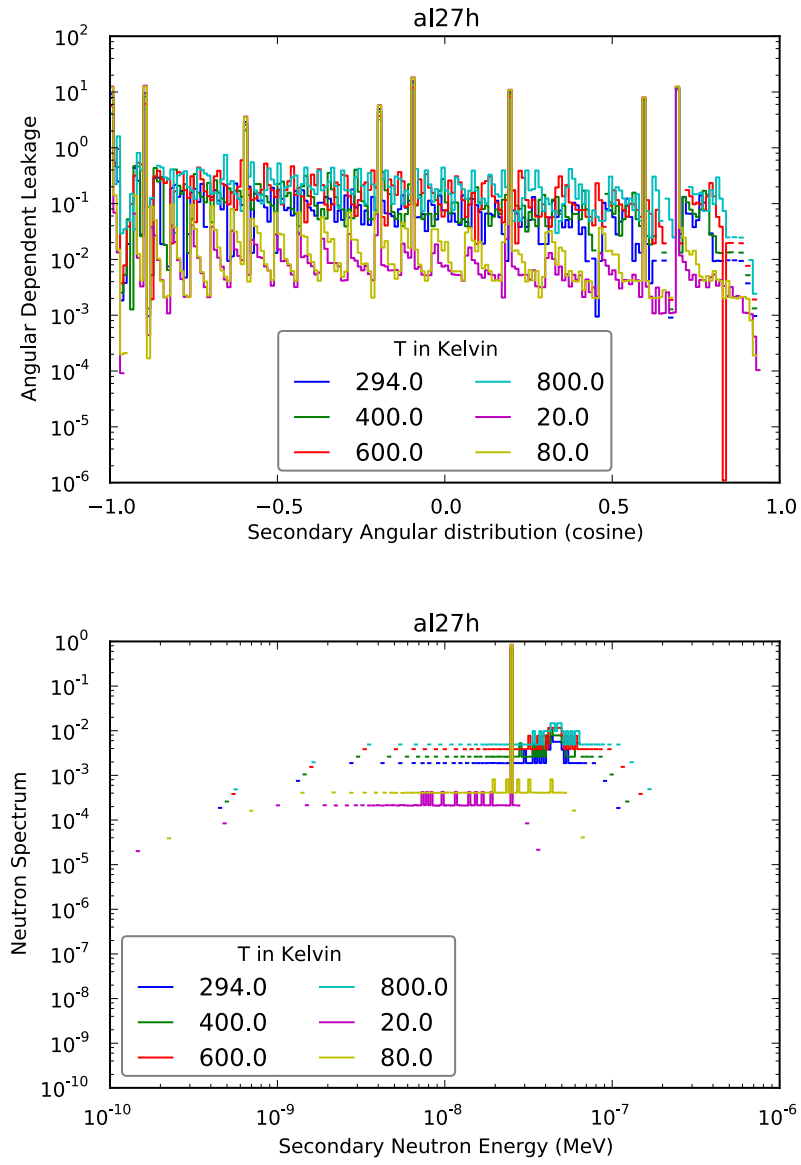 al27h
10^2
10^1
10^0
10^-1
10^-2
10^-3
10^-4
10^-5
10^-6
Angular Dependent Leakage
T in Kelvin
294.0 800.0
400.0 20.0
600.0 80.0
−1.0 −0.5 0.0 0.5 1.0
Secondary Angular distribution (cosine)
al27h
10^0
10^-1
10^-2
10^-3
10^-4
10^-5
10^-6
10^-7
10^-8
10^-9
10^-10
Neutron Spectrum
T in Kelvin
294.0 800.0
400.0 20.0
600.0 80.0
10^-10 10^-9 10^-8 10^-7 10^-6
Secondary Neutron Energy (MeV)